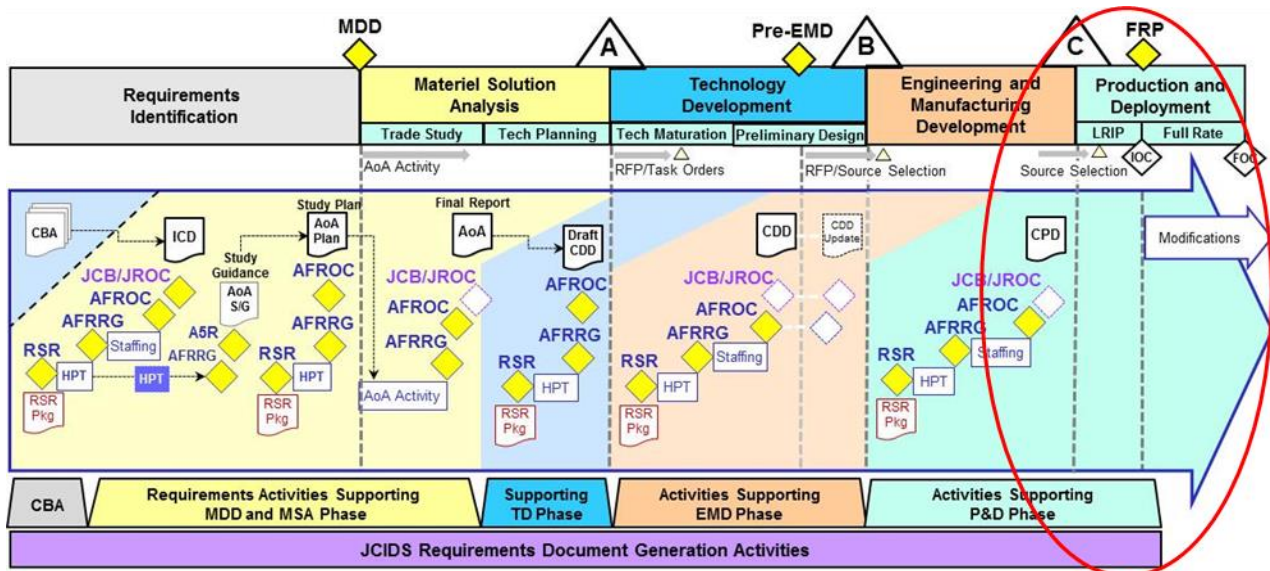 MDD
A
Pre-EMD
B
C
FRP
Requirements
Identification
Materiel Solution
Analysis
Trade Study
Tech Planning
Technology
Development
Tech Maturation
Preliminary Design
Engineering and
Manufacturing
Development
Production and
Deployment
LRIP
Full Rate
IOC
FOC
AoA Activity
RFP/Task Orders
RFP/Source Selection
Source Selection
CBA
ICD
JCB/JROC
AFROC
AFRRG
Staffing
RSR
HPT
RSR
Pkg
HPT
Study
Guidance
AoA
S/G
A5R
AFRRG
Study Plan
AoA
Plan
AFROC
AFRRG
RSR
HPT
RSR
Pkg
Final Report
AoA
JCB/JROC
AFROC
AFRRG
AoA Activity
Draft
CDD
AFROC
AFRRG
RSR
HPT
RSR
Pkg
CDD
CDD
Update
JCB/JROC
AFROC
AFRRG
Staffing
RSR
HPT
RSR
Pkg
CPD
JCB/JROC
AFROC
AFRRG
Staffing
RSR
HPT
RSR
Pkg
Modifications
CBA
Requirements Activities Supporting
MDD and MSA Phase
Supporting
TD Phase
Activities Supporting
EMD Phase
Activities Supporting
P&D Phase
JCIDS Requirements Document Generation Activities